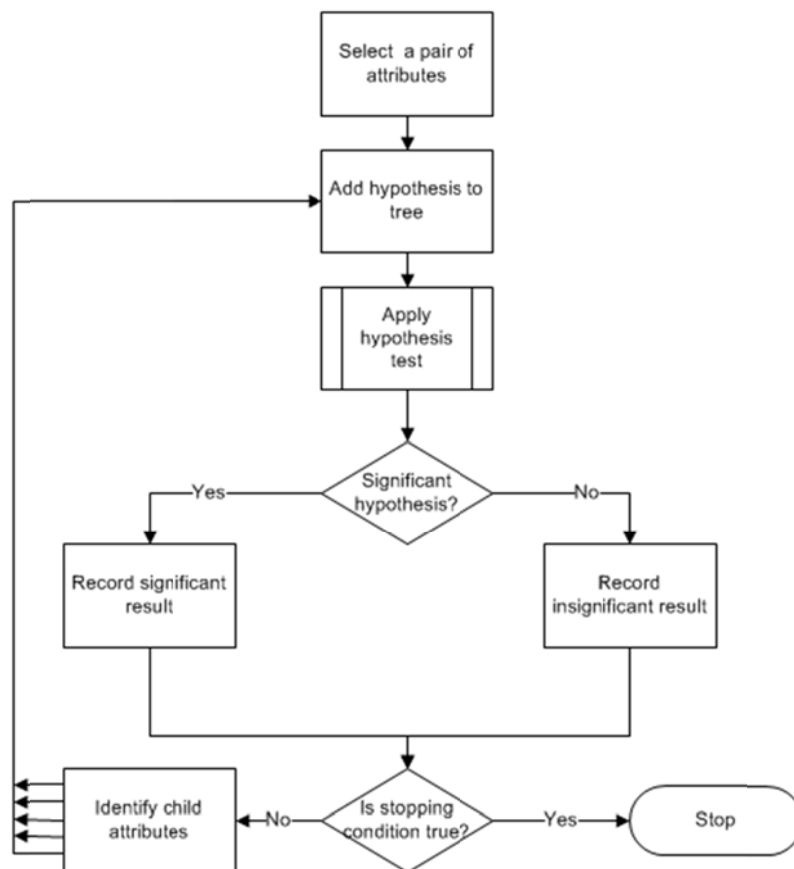 Select a pair of
attributes
Add hypothesis to
tree
Apply
hypothesis
test
Significant
hypothesis?
Yes
No
Record significant
result
Record
insignificant result
Identify child
attributes
No
Is stopping
condition true?
Yes
Stop